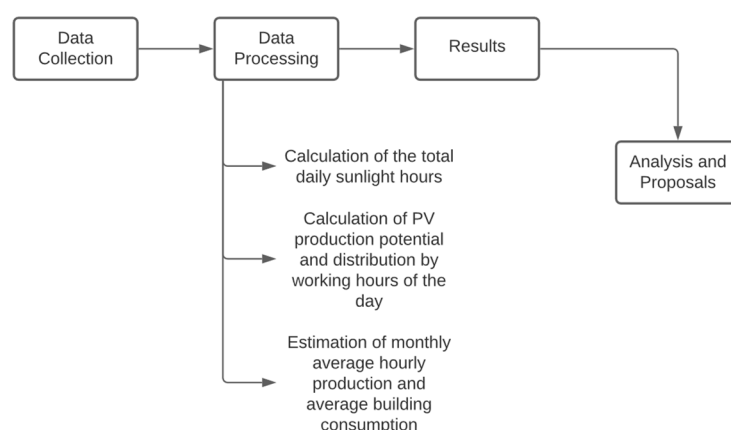 Data
Collection
Data
Processing
Results
Analysis and
Proposals
Calculation of the total
daily sunlight hours
Calculation of PV
production potential
and distribution by
working hours of the
day
Estimation of monthly
average hourly
production and
average building
consumption